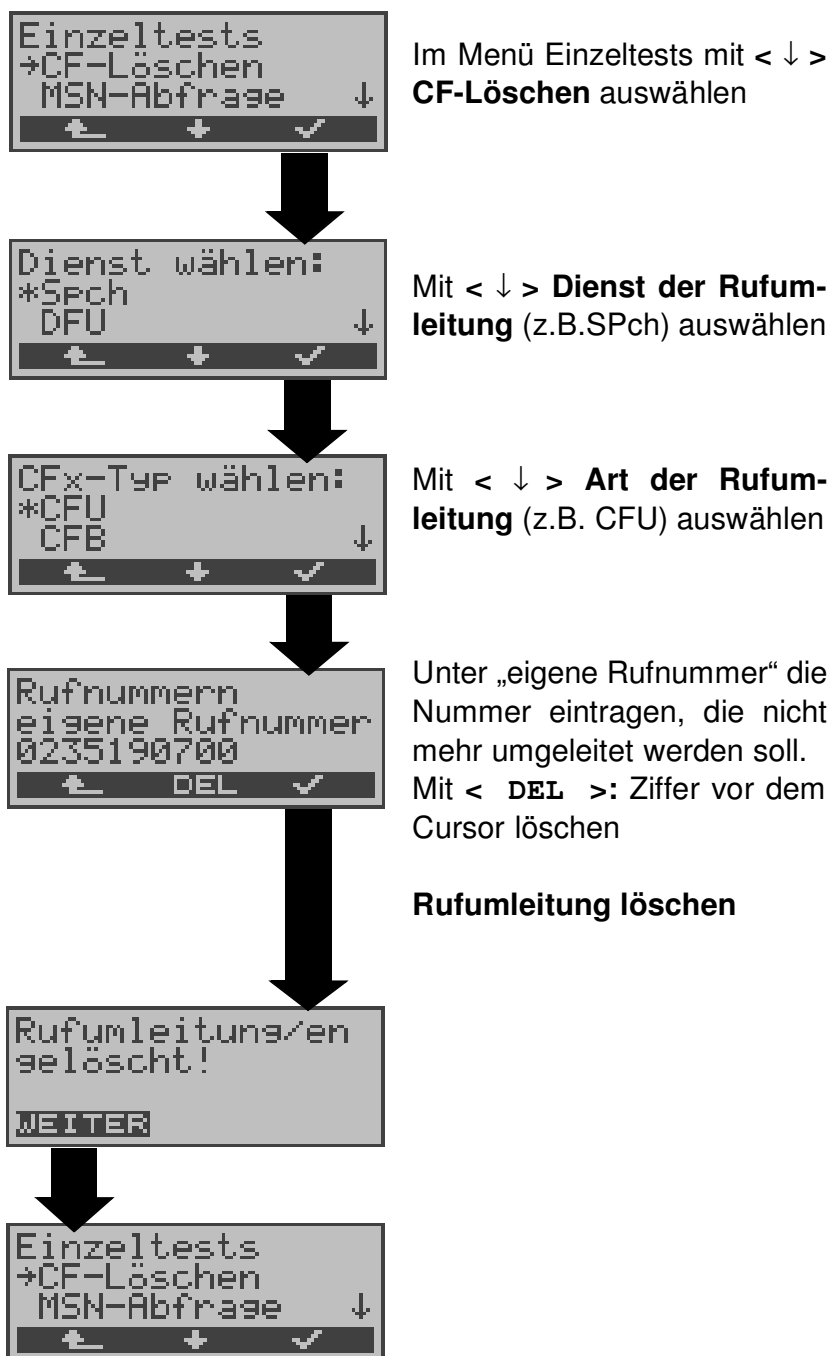 Einzeltests
→CF-Löschen
MSN-Abfrage ↓
Im Menü Einzeltests mit < ↓ >
CF-Löschen auswählen
Dienst wählen:
*Spch
DFU ↓
Mit < ↓ > Dienst der Rufum-
leitung (z.B.SPch) auswählen
CFx-Typ wählen:
*CFU
CFB ↓
Mit < ↓ > Art der Rufum-
leitung (z.B. CFU) auswählen
Rufnummern
eigene Rufnummer
0235190700
DEL
Unter „eigene Rufnummer“ die
Nummer eintragen, die nicht
mehr umgeleitet werden soll.
Mit < DEL >: Ziffer vor dem
Cursor löschen
Rufumleitung löschen
Rufumleitung/en
gelöscht!
WEITER
Einzeltests
→CF-Löschen
MSN-Abfrage ↓